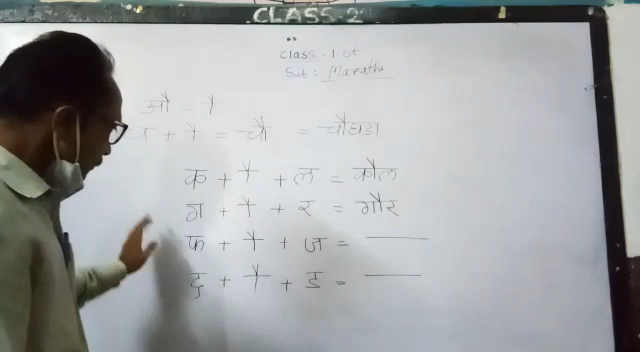 CLASS-2
Class - 1 st
Sub : Marathi
औ = ौ
+ ौ = चौ = चौकडा
क + ौ + ल = कौल
ग + ौ + र = गौर
फ + ौ + ज = ______
द + ौ + ड = ______